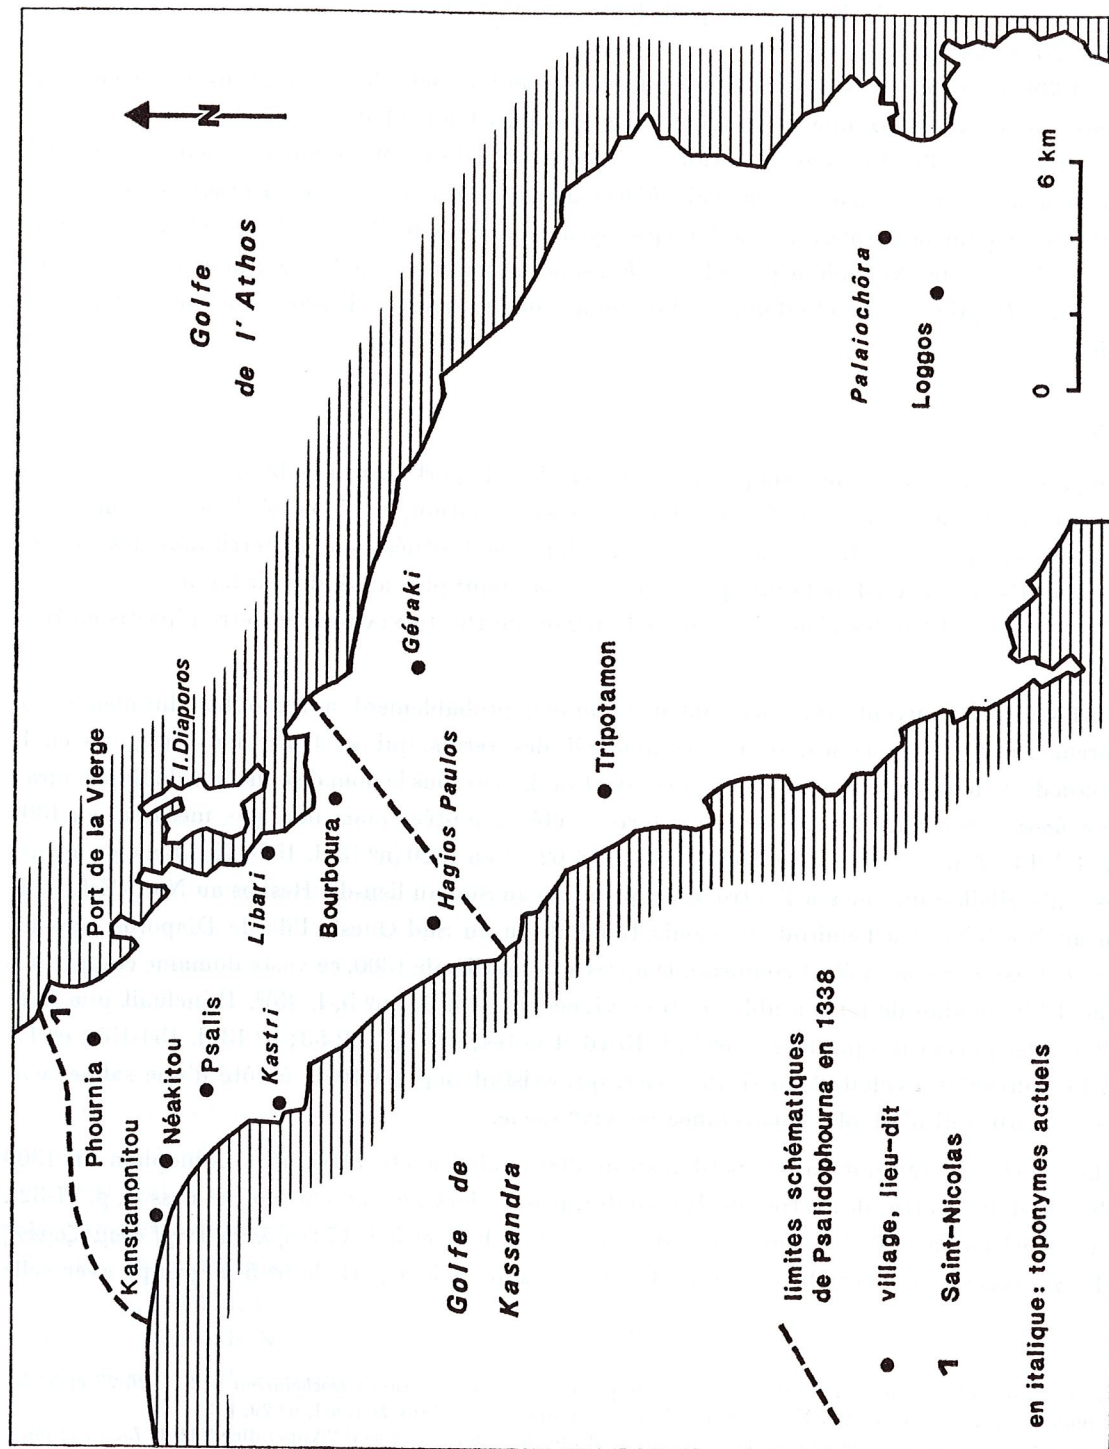 N
Golfe
de l'Athos
Port de la Vierge
I. Diaporos
1
Phournia
Kanstamonitou
Néakitou
Psalis
Kastri
Libari
Bourboura
Hagios Paulos
Géraki
Tripotamon
Palaiochôra
Loggos
Golfe de
Kassandra
0 6 km
limites schématiques
de Psalidophourna en 1338
village, lieu-dit
1 Saint-Nicolas
en italique: toponymes actuels